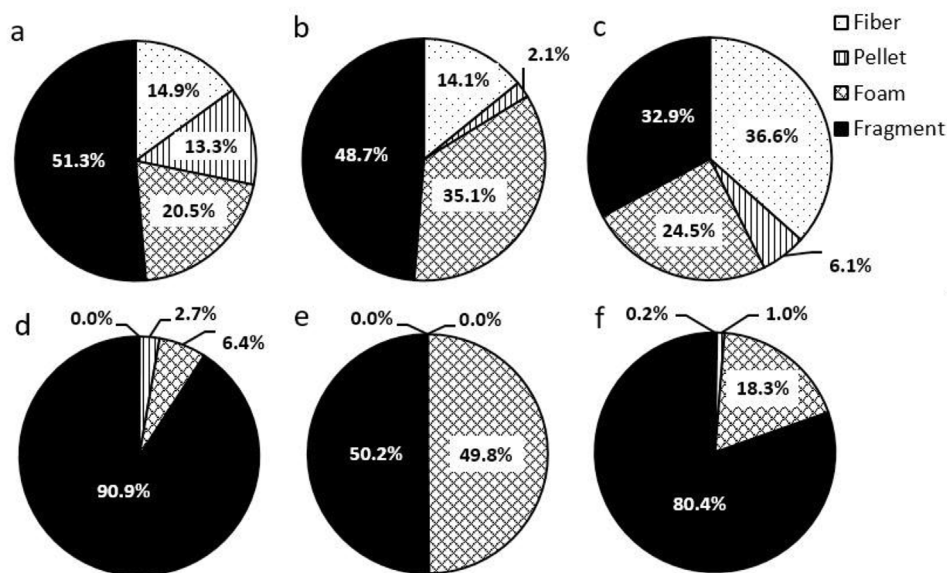 a
14.9%
13.3%
20.5%
51.3%
b
14.1%
2.1%
35.1%
48.7%
c
36.6%
6.1%
24.5%
32.9%
Fiber
Pellet
Foam
Fragment
d
0.0%
2.7%
6.4%
90.9%
e
0.0%
0.0%
49.8%
50.2%
f
0.2%
1.0%
18.3%
80.4%